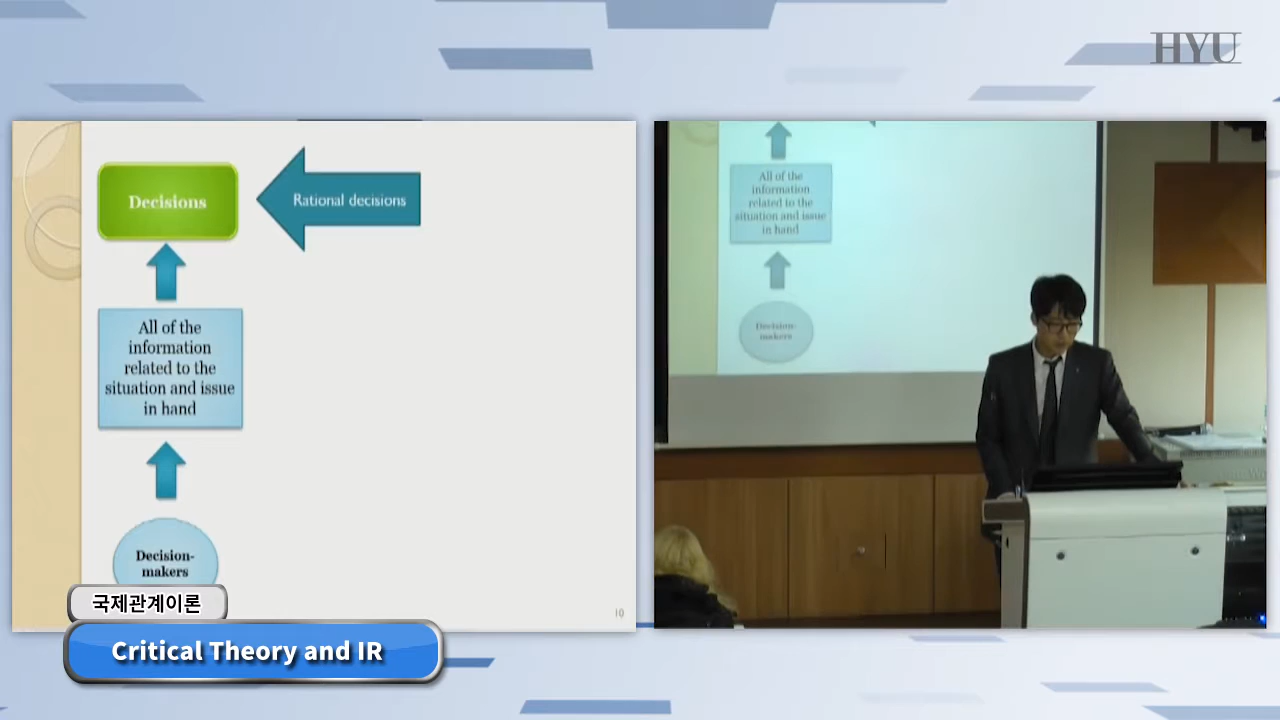 HYU
Decisions
Rational decisions
All of the
information
related to the
situation and issue
in hand
Decision-
makers
10
국제관계이론
Critical Theory and IR
All of the
information
related to the
situation and issue
in hand
Decision-
makers